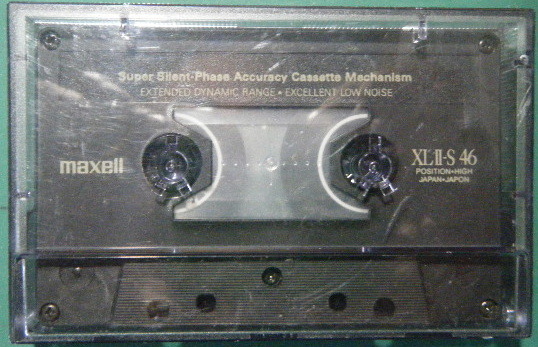 Super Silent-Phase Accuracy Cassette Mechanism
EXTENDED DYNAMIC RANGE • EXCELLENT LOW NOISE
maxell
XLII-S 46
POSITION•HIGH
JAPAN•JAPON